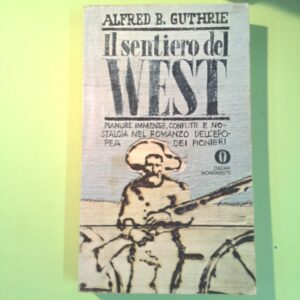 ALFRED B. GUTHRIE
Il sentiero del
WEST
PIANURE IMMENSE, CONFLITTI E NO-
STALGIA NEL ROMANZO DELL'EPO-
PEA DEI PIONIERI
OSCAR
MONDADORI